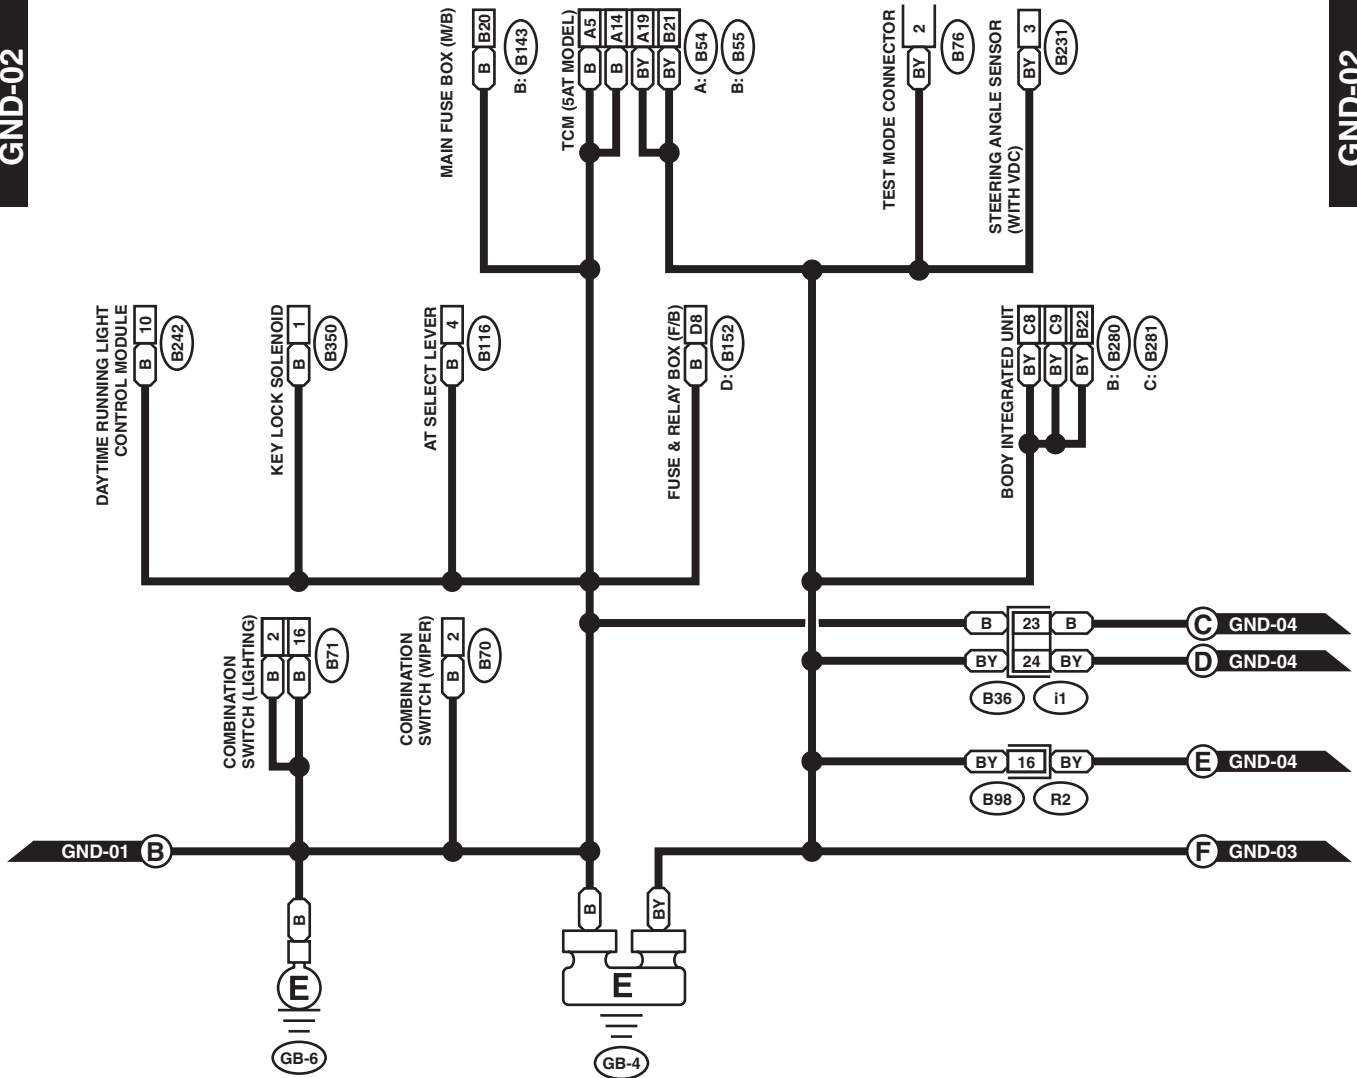 GND-02
GND-02
MAIN FUSE BOX (M/B)
B20
B
B: B143
TCM (5AT MODEL)
A5 A14 A19 B21
B B BY BY
A: B54
B: B55
TEST MODE CONNECTOR
2
BY
B76
STEERING ANGLE SENSOR
(WITH VDC)
3
BY
B231
DAYTIME RUNNING LIGHT
CONTROL MODULE
10
B
B242
KEY LOCK SOLENOID
1
B
B350
AT SELECT LEVER
4
B
B116
FUSE & RELAY BOX (F/B)
D8
B
D: B152
BODY INTEGRATED UNIT
C8 C9 B22
BY BY BY
B: B280
C: B281
COMBINATION
SWITCH (LIGHTING)
2 16
B B
B71
COMBINATION
SWITCH (WIPER)
2
B
B70
B 23 B C GND-04
BY 24 BY D GND-04
B36 i1
BY 16 BY E GND-04
B98 R2
GND-01 B
F GND-03
B
B
BY
E
E
GB-6
GB-4